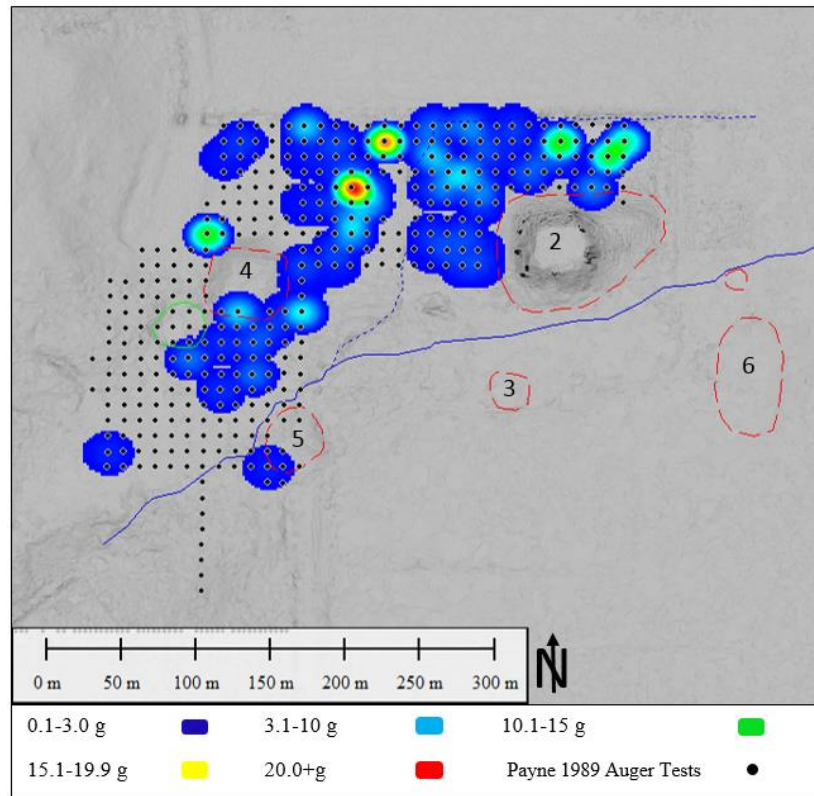 2
4
6
3
5
0 m 50 m 100 m 150 m 200 m 250 m 300 m
N
0.1-3.0 g 3.1-10 g 10.1-15 g
15.1-19.9 g 20.0+g Payne 1989 Auger Tests